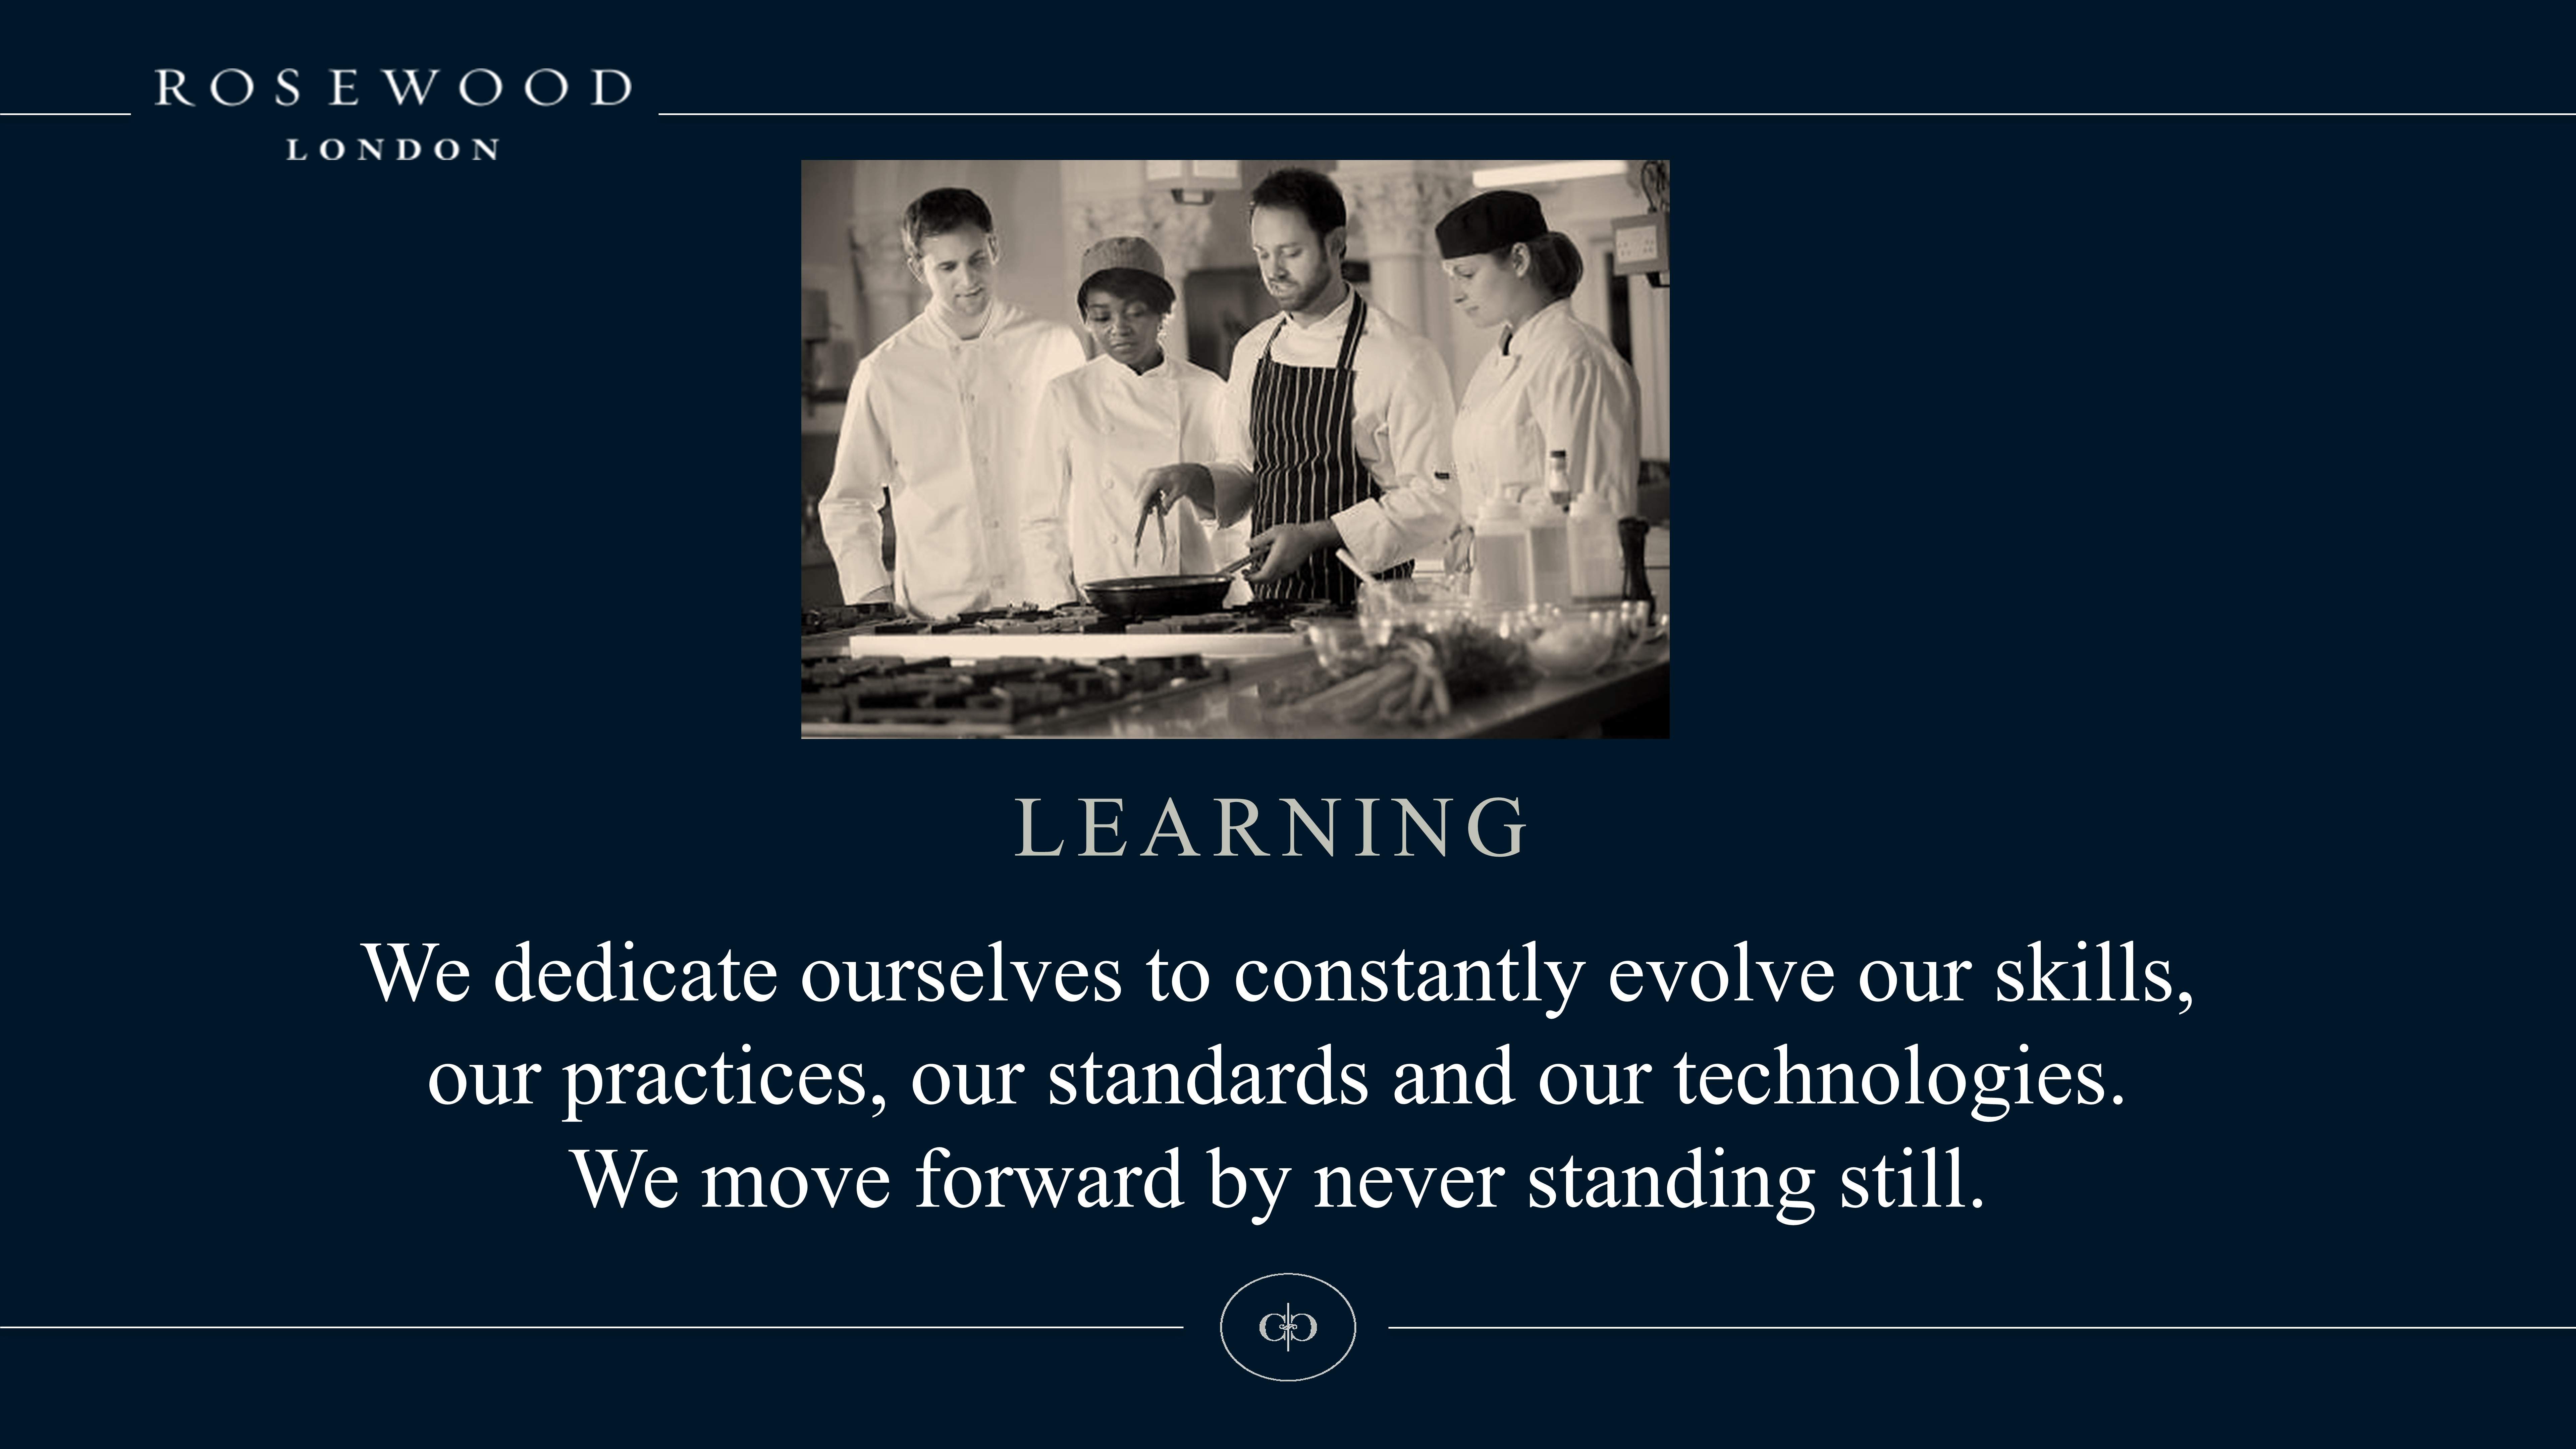 ROSEWOOD
LONDON
LEARNING
We dedicate ourselves to constantly evolve our skills,
our practices, our standards and our technologies.
We move forward by never standing still.